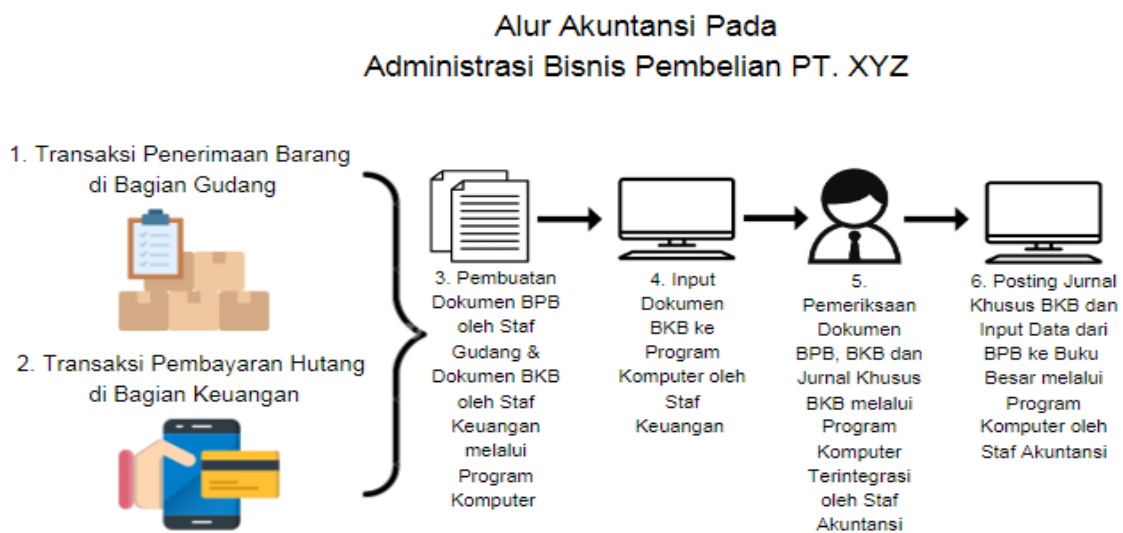 Alur Akuntansi Pada
Administrasi Bisnis Pembelian PT. XYZ
1. Transaksi Penerimaan Barang
di Bagian Gudang
2. Transaksi Pembayaran Hutang
di Bagian Keuangan
3. Pembuatan
Dokumen BPB
oleh Staf
Gudang &
Dokumen BKB
oleh Staf
Keuangan
melalui
Program
Komputer
4. Input
Dokumen
BKB ke
Program
Komputer oleh
Staf
Keuangan
5.
Pemeriksaan
Dokumen
BPB, BKB dan
Jurnal Khusus
BKB melalui
Program
Komputer
Terintegrasi
oleh Staf
Akuntansi
6. Posting Jurnal
Khusus BKB dan
Input Data dari
BPB ke Buku
Besar melalui
Program
Komputer oleh
Staf Akuntansi